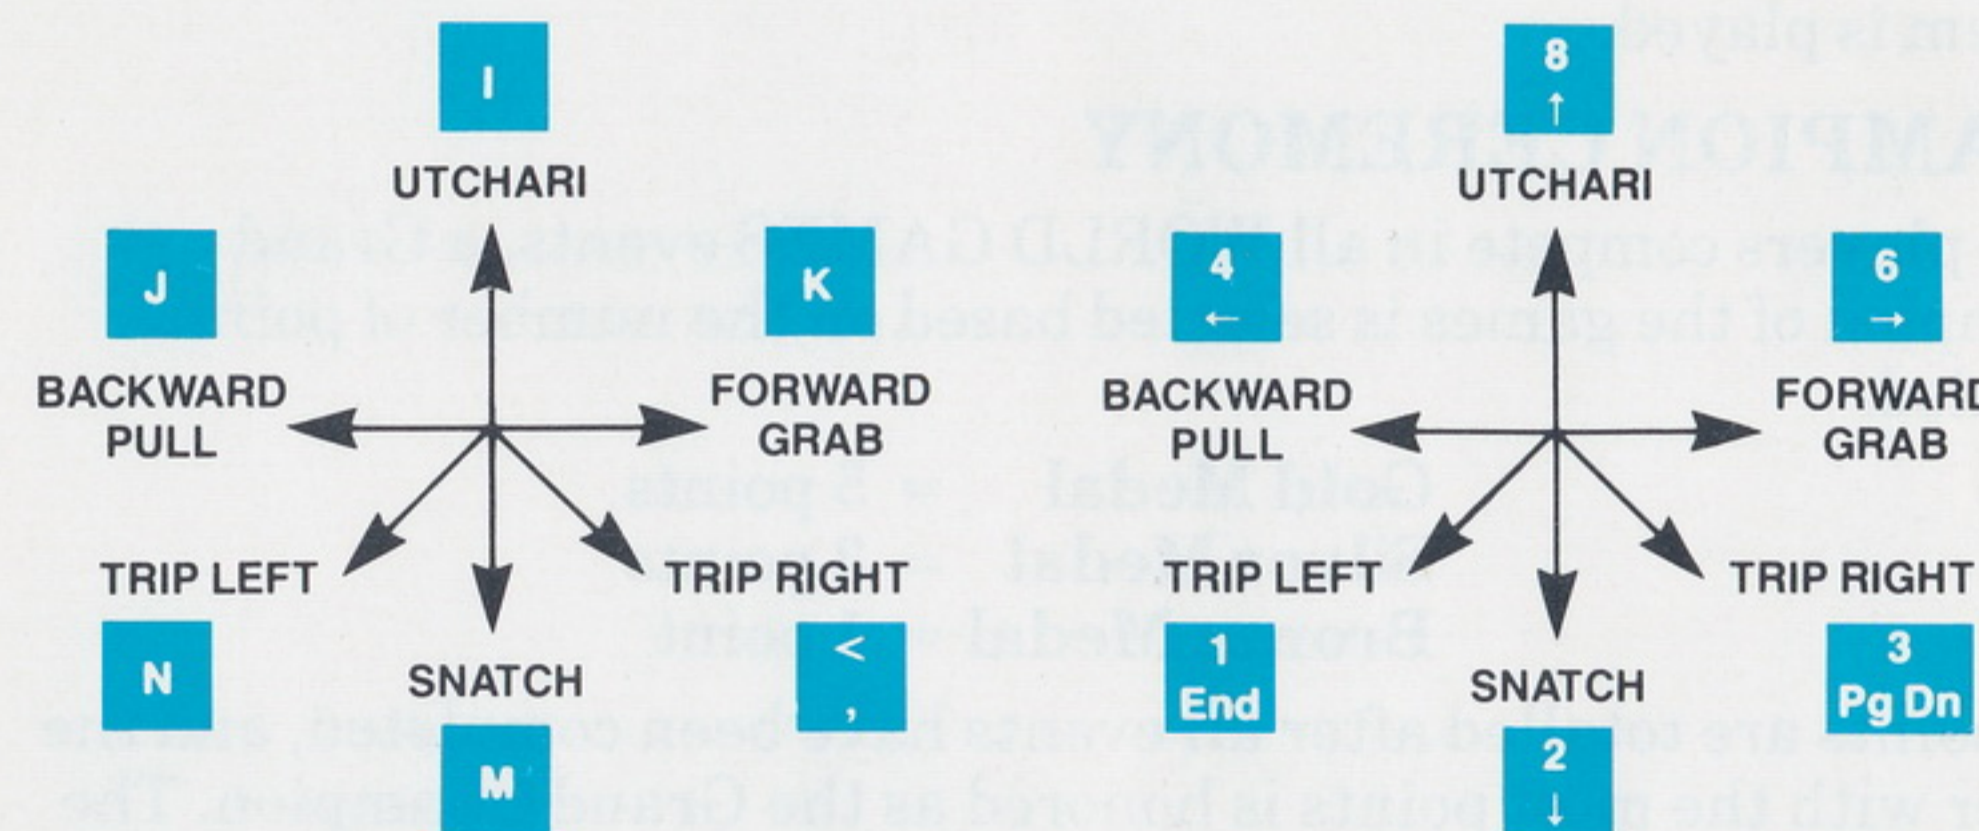 I
UTCHARI
J
K
BACKWARD
PULL
FORWARD
GRAB
TRIP LEFT
TRIP RIGHT
N
SNATCH
<
,
M
8
↑
UTCHARI
4
←
6
→
BACKWARD
PULL
FORWARD
GRAB
TRIP LEFT
TRIP RIGHT
1
End
SNATCH
3
Pg Dn
2
↓